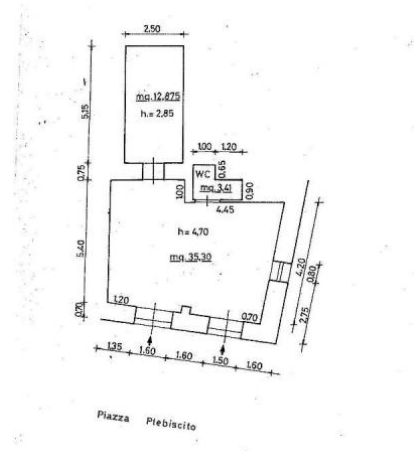 2.50
mq.12,875
h.= 2,85
5,15
1.00 1.20
WC
0.65
mq. 3,41
0.90
0,75
1.00
4.45
h= 4,70
mq. 35,30
5.40
4.20
0,80
2,75
1.20
0.70
0,70
1.35 1.60 1.60 1.50 1.60
Piazza Plebiscito